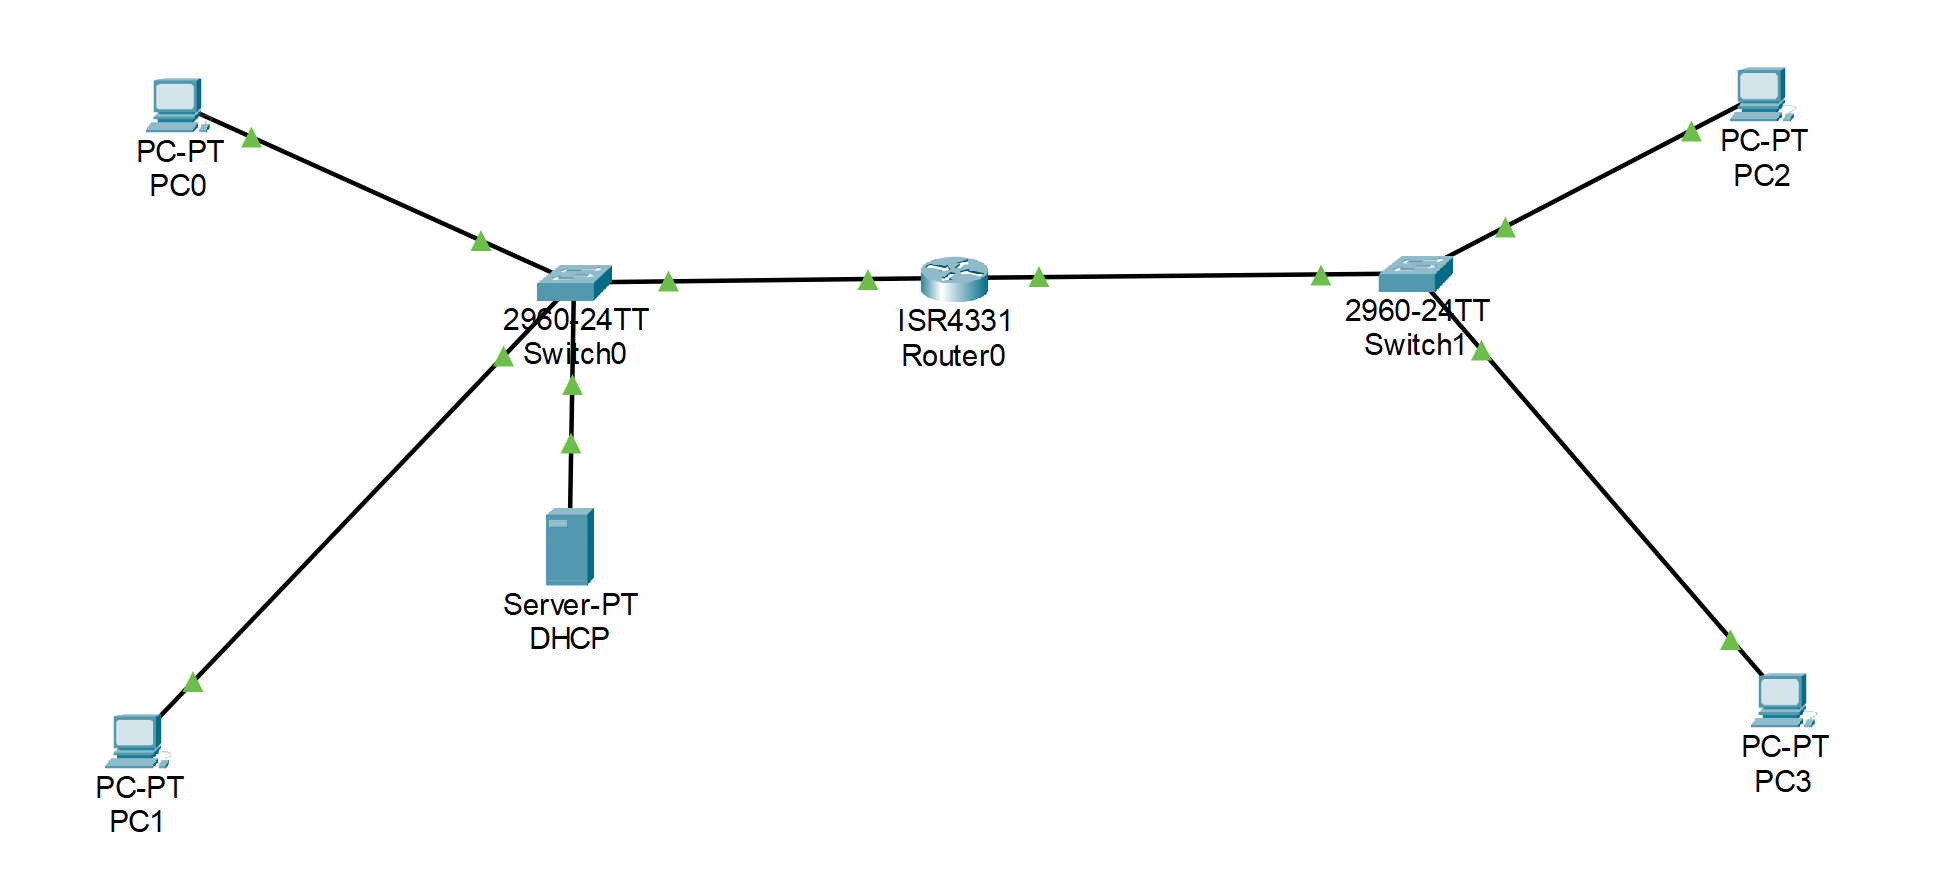 PC-PT
PC0
PC-PT
PC2
2960-24TT
Switch0
ISR4331
Router0
2960-24TT
Switch1
Server-PT
DHCP
PC-PT
PC1
PC-PT
PC3